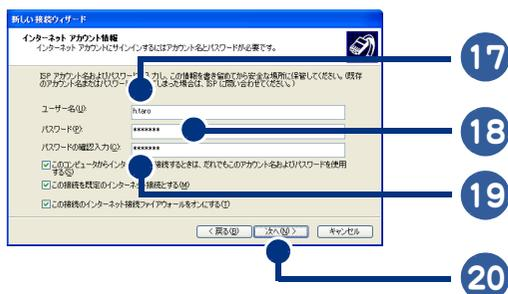 新しい接続ウィザード
インターネット アカウント情報
インターネット アカウントにサインインするにはアカウント名とパスワードが必要です。
ISP アカウント名およびパスワード 入力し、この情報を書き留めてから安全な場所に保管してください。(既存
のアカウント名またはパスワー しまった場合は、ISP に問い合わせてください。)
ユーザー名(U):
h.taro
パスワード(P):
*******
パスワードの確認入力(C):
*******
このコンピュータからインタ 接続するときは、だれでもこのアカウント名およびパスワードを使用
する(S)
この接続を既定のインターネット接続とする(M)
この接続のインターネット接続ファイアウォールをオンにする(T)
< 戻る(B)
次へ(N) >
キャンセル
17
18
19
20